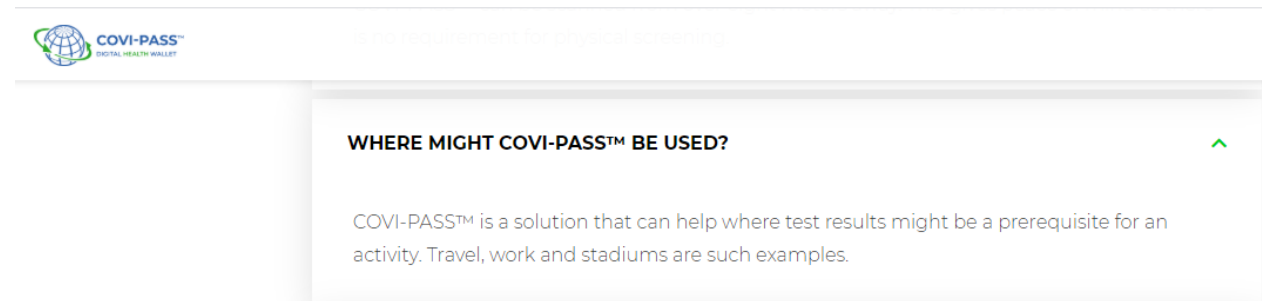 COVI-PASS™
DIGITAL HEALTH WALLET
is no requirement for physical screening
WHERE MIGHT COVI-PASS™ BE USED?
COVI-PASS™ is a solution that can help where test results might be a prerequisite for an
activity. Travel, work and stadiums are such examples.